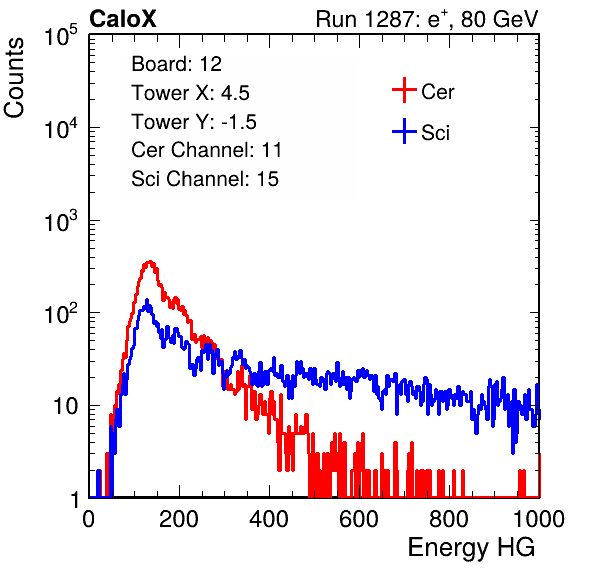 CaloX Run 1287: e⁺, 80 GeV
Counts
10⁵
10⁴
10³
10²
10
1
Board: 12
Tower X: 4.5
Tower Y: -1.5
Cer Channel: 11
Sci Channel: 15
Cer
Sci
0 200 400 600 800 1000
Energy HG